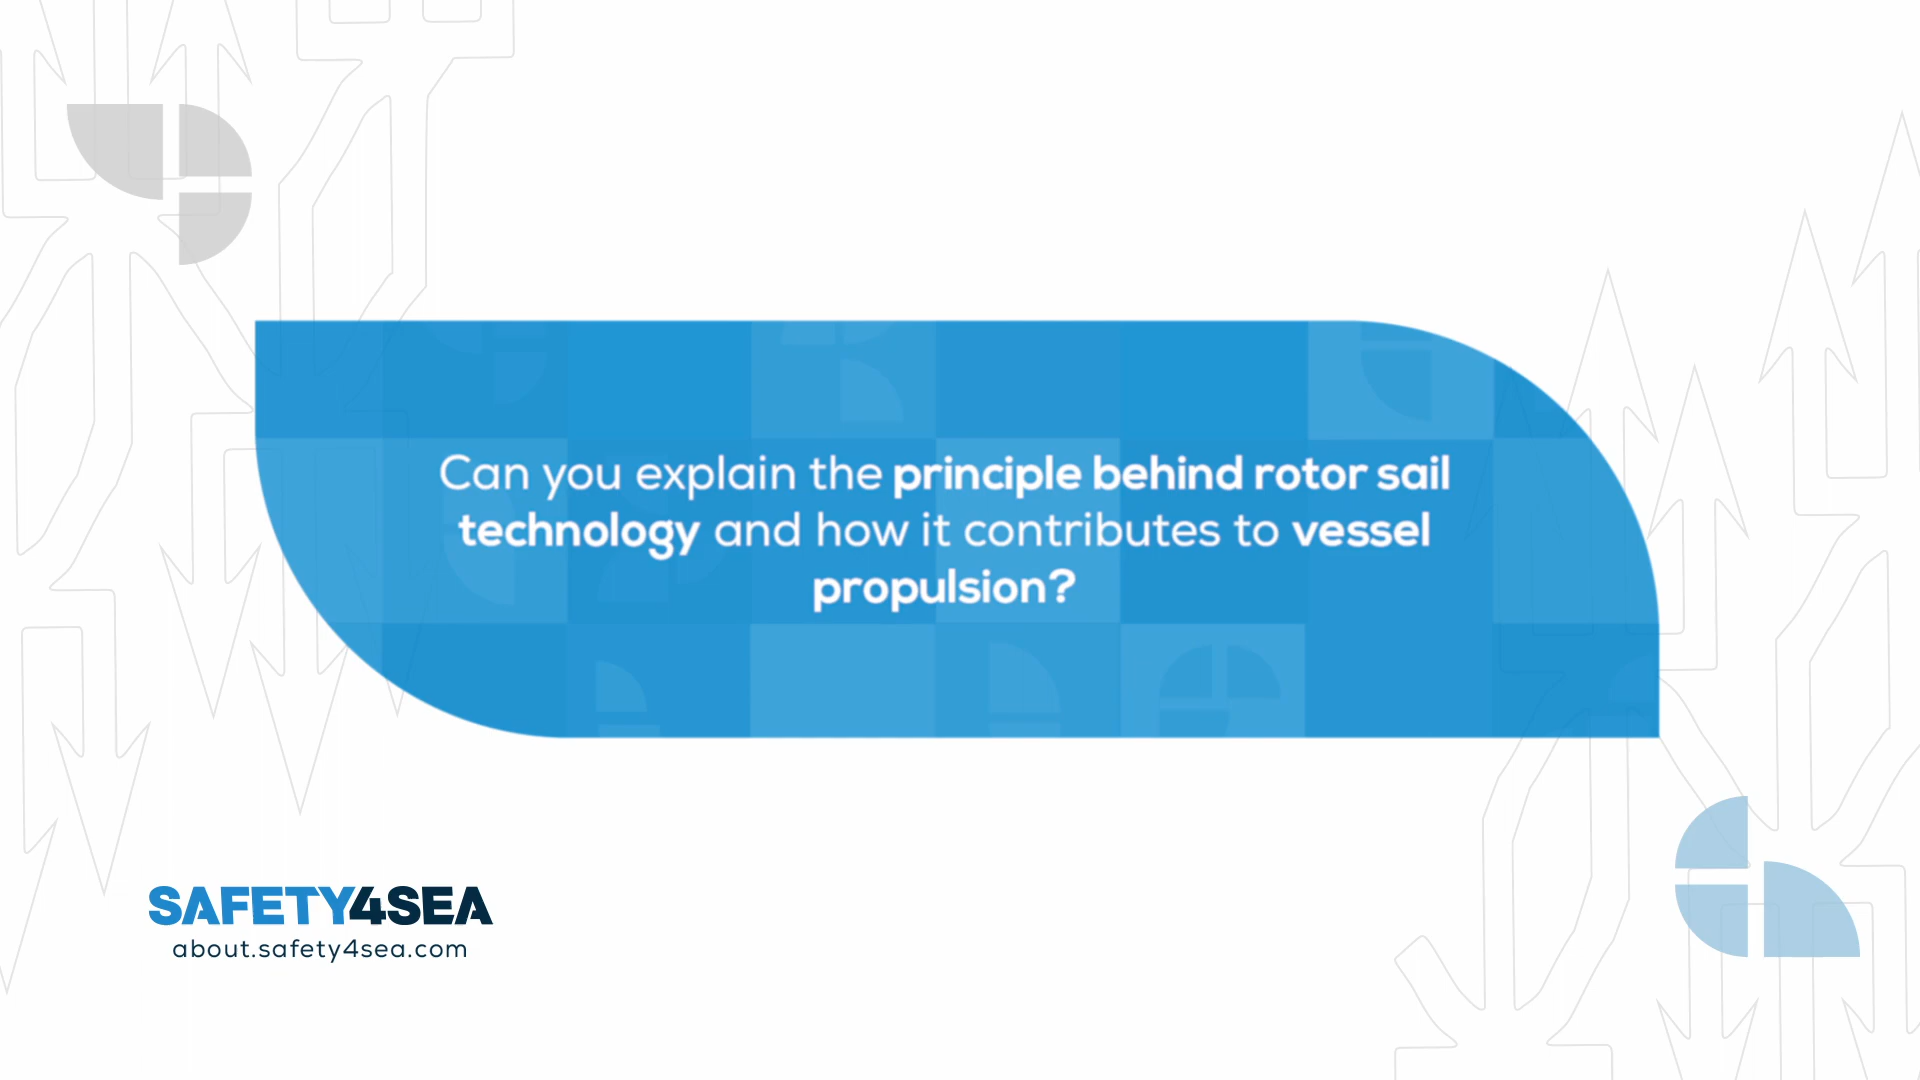 Can you explain the principle behind rotor sail
technology and how it contributes to vessel
propulsion?
SAFETY4SEA
about.safety4sea.com